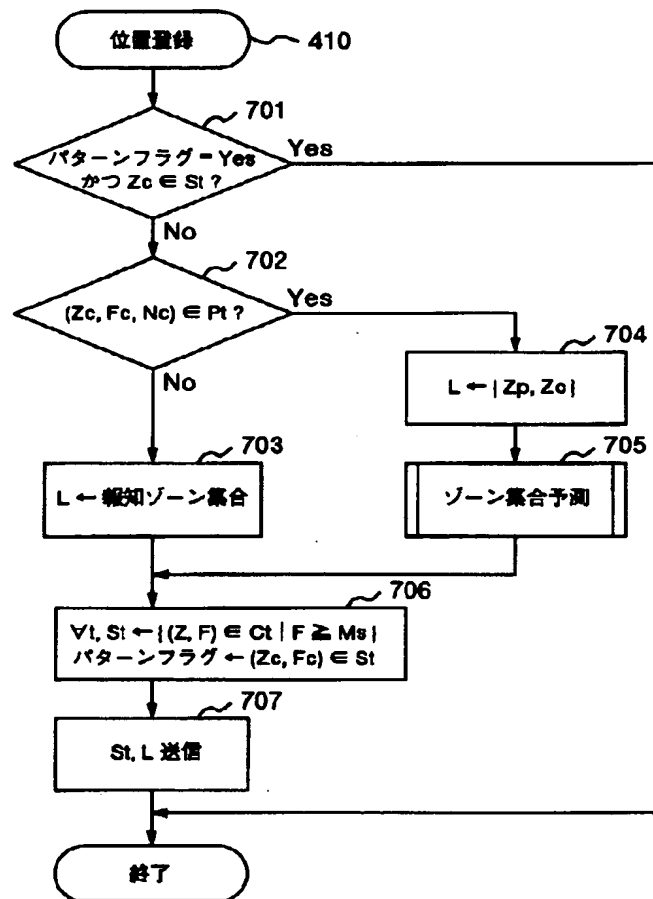 位置登録
410
701
パターンフラグ = Yes
かつ Zc ∈ St ?
Yes
No
702
(Zc, Fc, Nc) ∈ Pt ?
Yes
No
704
L ← { Zp, Zc }
703
L ← 報知ゾーン集合
705
ゾーン集合予測
706
∀t, St ← { (Z, F) ∈ Ct | F ≧ Ms }
パターンフラグ ← (Zc, Fc) ∈ St
707
St, L 送信
終了